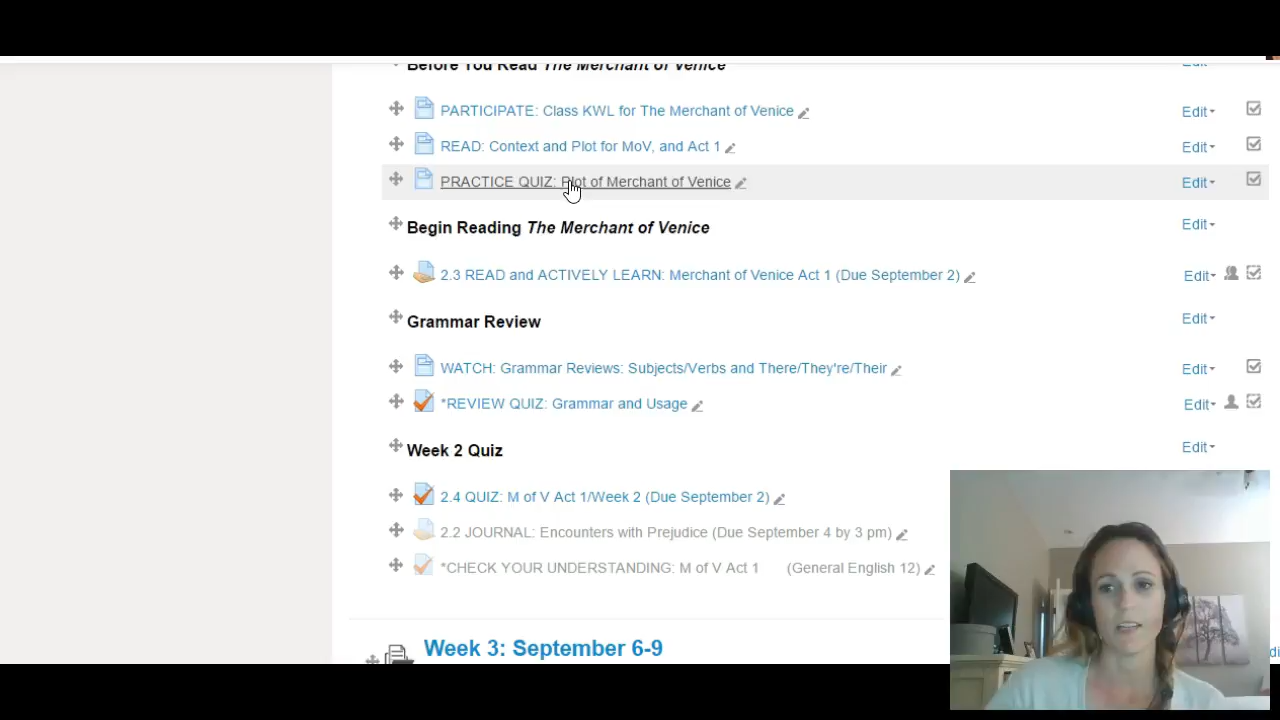 Before You Read The Merchant of Venice Edit
PARTICIPATE: Class KWL for The Merchant of Venice Edit
READ: Context and Plot for MoV, and Act 1 Edit
PRACTICE QUIZ: Plot of Merchant of Venice Edit
Begin Reading The Merchant of Venice Edit
2.3 READ and ACTIVELY LEARN: Merchant of Venice Act 1 (Due September 2) Edit
Grammar Review Edit
WATCH: Grammar Reviews: Subjects/Verbs and There/They're/Their Edit
*REVIEW QUIZ: Grammar and Usage Edit
Week 2 Quiz Edit
2.4 QUIZ: M of V Act 1/Week 2 (Due September 2)
2.2 JOURNAL: Encounters with Prejudice (Due September 4 by 3 pm)
*CHECK YOUR UNDERSTANDING: M of V Act 1 (General English 12)
Week 3: September 6-9